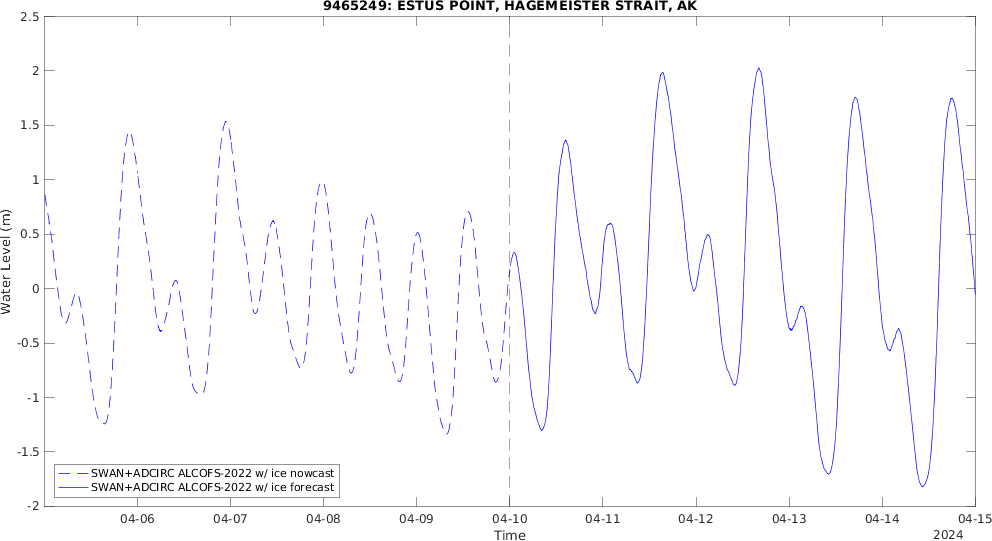 9465249: ESTUS POINT, HAGEMEISTER STRAIT, AK
2.5
2
1.5
1
0.5
0
-0.5
-1
-1.5
-2
Water Level (m)
SWAN+ADCIRC ALCOFS-2022 w/ ice nowcast
SWAN+ADCIRC ALCOFS-2022 w/ ice forecast
04-06 04-07 04-08 04-09 04-10 04-11 04-12 04-13 04-14 04-15
Time
2024